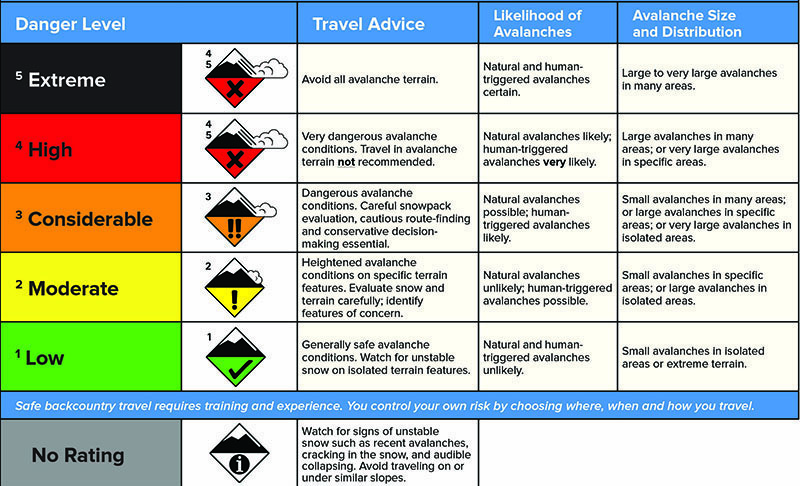 Danger Level
Travel Advice
Likelihood of
Avalanches
Avalanche Size
and Distribution
5 Extreme
4
5
Avoid all avalanche terrain.
Natural and human-
triggered avalanches
certain.
Large to very large avalanches
in many areas.
4 High
4
5
Very dangerous avalanche
conditions. Travel in avalanche
terrain not recommended.
Natural avalanches likely;
human-triggered
avalanches very likely.
Large avalanches in many
areas; or very large avalanches
in specific areas.
3 Considerable
3
!!
Dangerous avalanche
conditions. Careful snowpack
evaluation, cautious route-finding
and conservative decision-
making essential.
Natural avalanches
possible; human-
triggered avalanches
likely.
Small avalanches in many areas;
or large avalanches in specific
areas; or very large avalanches in
isolated areas.
2 Moderate
2
!
Heightened avalanche
conditions on specific terrain
features. Evaluate snow and
terrain carefully; identify
features of concern.
Natural avalanches
unlikely; human-triggered
avalanches possible.
Small avalanches in specific
areas; or large avalanches in
isolated areas.
1 Low
1
Generally safe avalanche
conditions. Watch for unstable
snow on isolated terrain features.
Natural and human-
triggered avalanches
unlikely.
Small avalanches in isolated
areas or extreme terrain.
Safe backcountry travel requires training and experience. You control your own risk by choosing where, when and how you travel.
No Rating
i
Watch for signs of unstable
snow such as recent avalanches,
cracking in the snow, and audible
collapsing. Avoid traveling on or
under similar slopes.